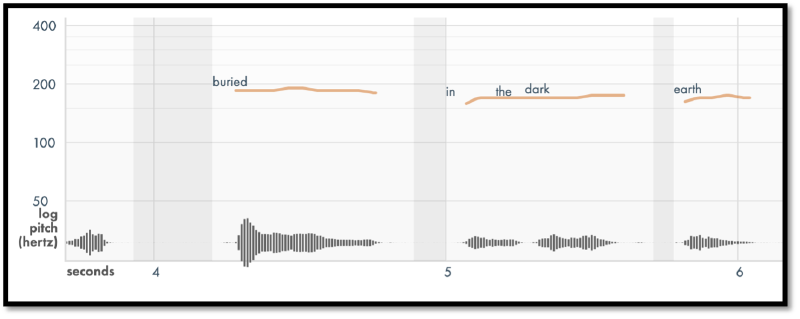 400
200
buried
in the dark earth
100
50
log
pitch
(hertz)
seconds 4 5 6